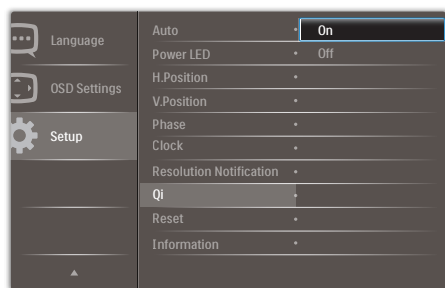 Language
OSD Settings
Setup
Auto
Power LED
H.Position
V.Position
Phase
Clock
Resolution Notification
Qi
Reset
Information
On
Off